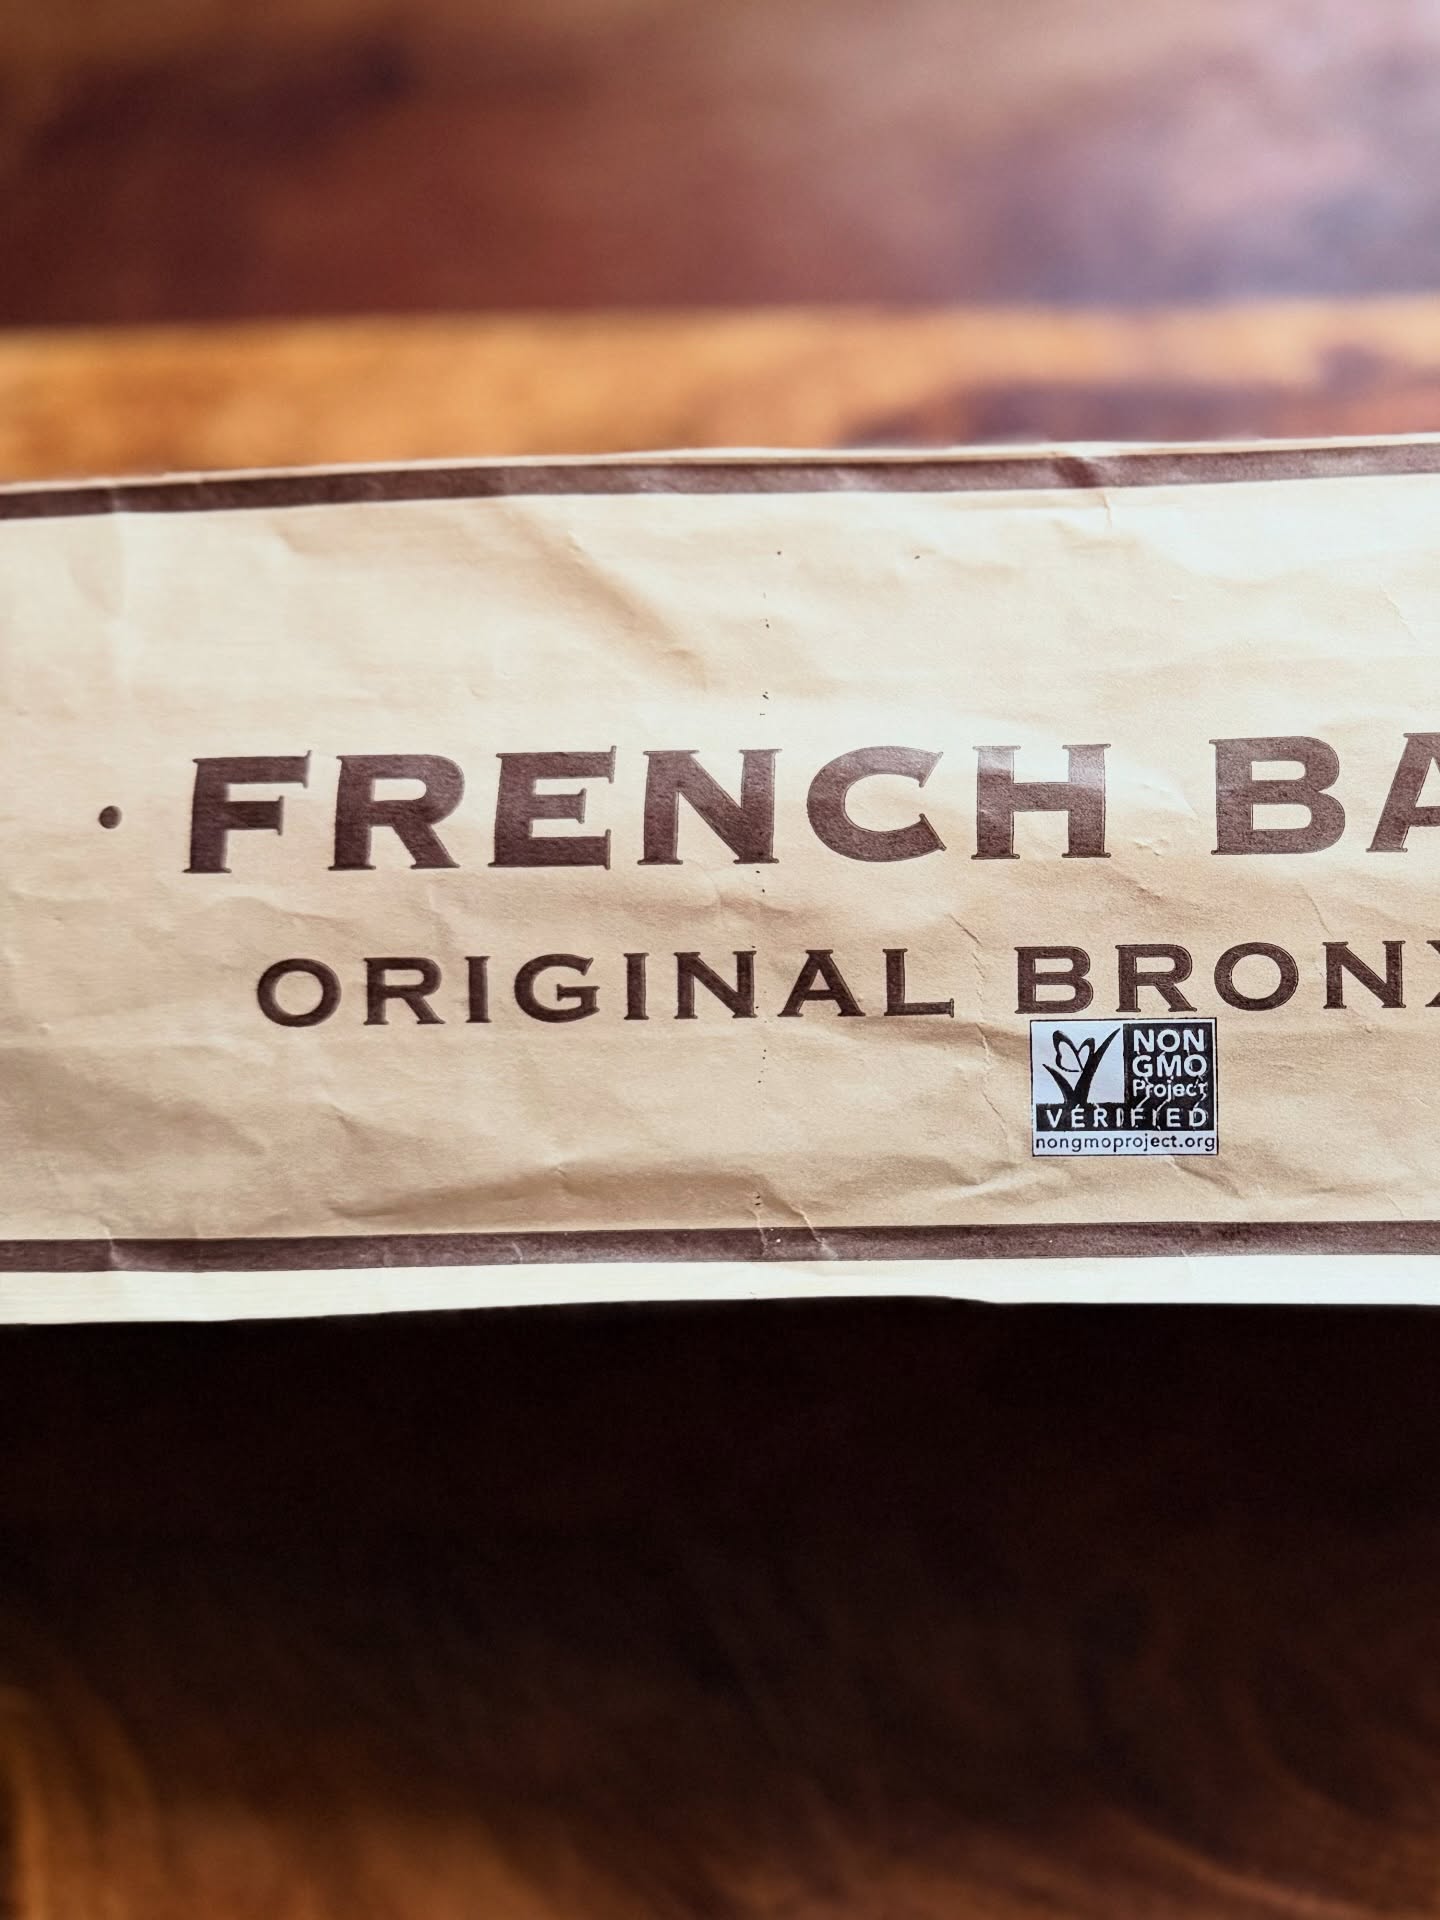 • FRENCH BA
ORIGINAL BRONX
NON
GMO
Project
VERIFIED
nongmoproject.org